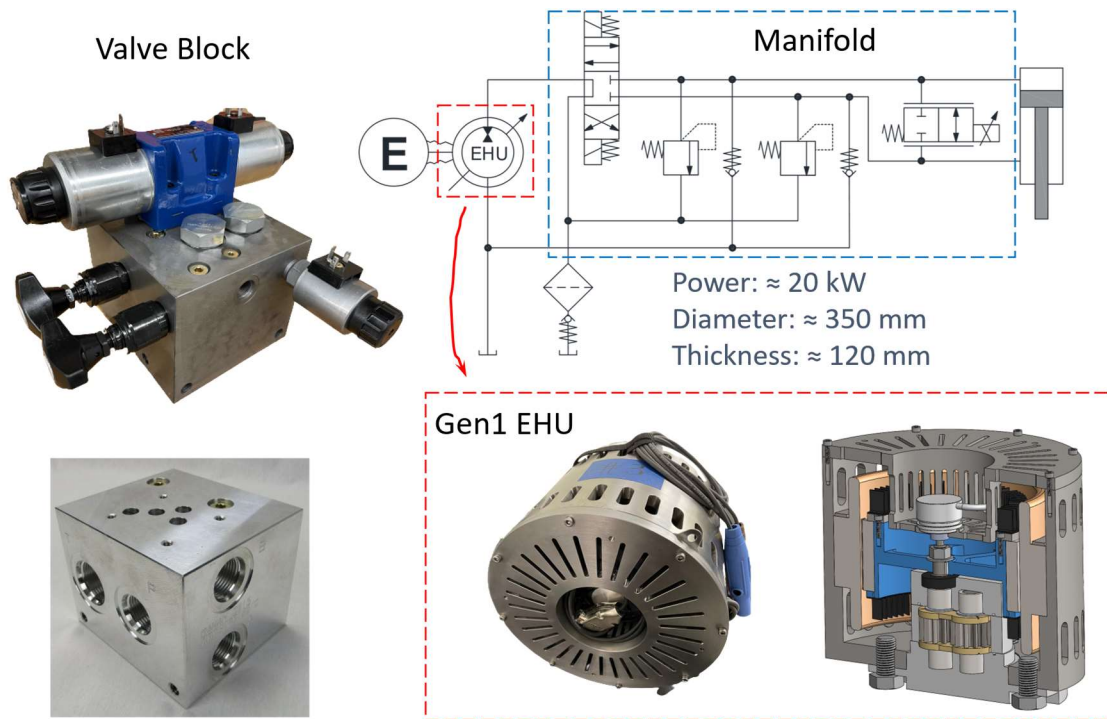 Valve Block
Manifold
E
EHU
Power: ≈ 20 kW
Diameter: ≈ 350 mm
Thickness: ≈ 120 mm
Gen1 EHU